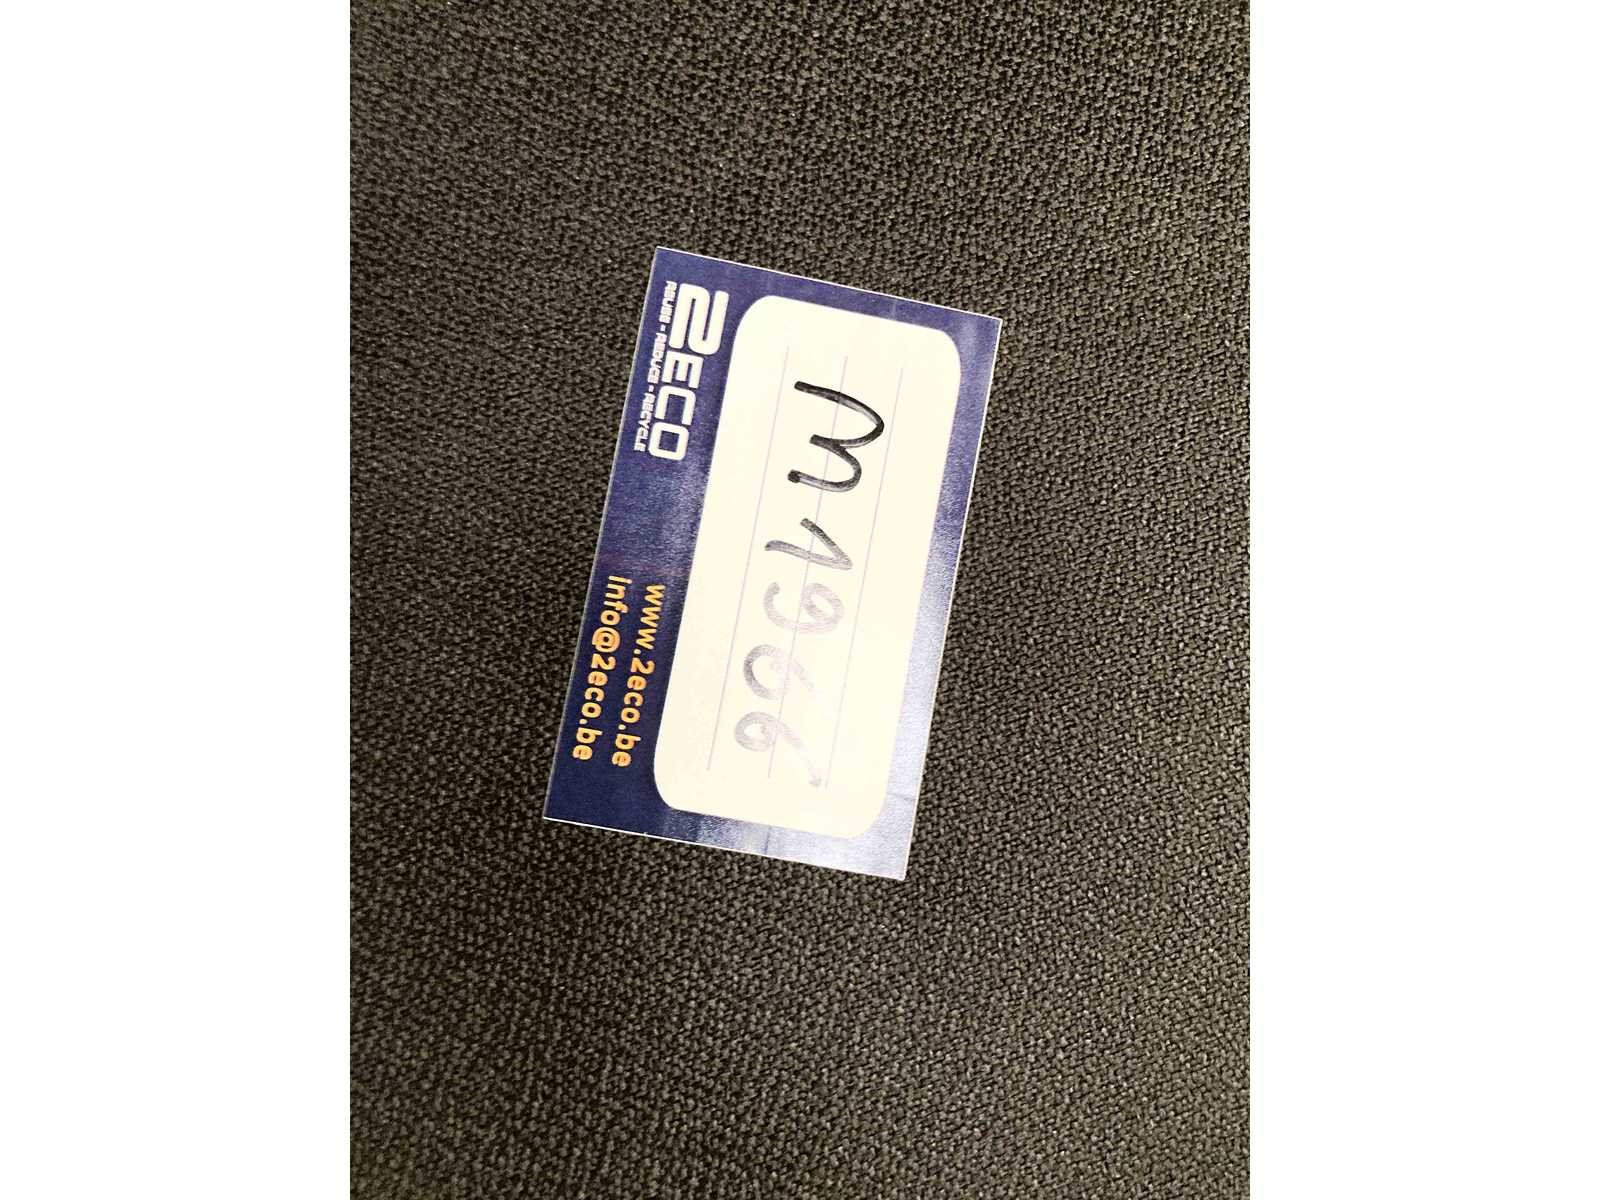 M1966
2ECO
REUSE - REDUCE - RECYCLE
www.2eco.be
info@2eco.be